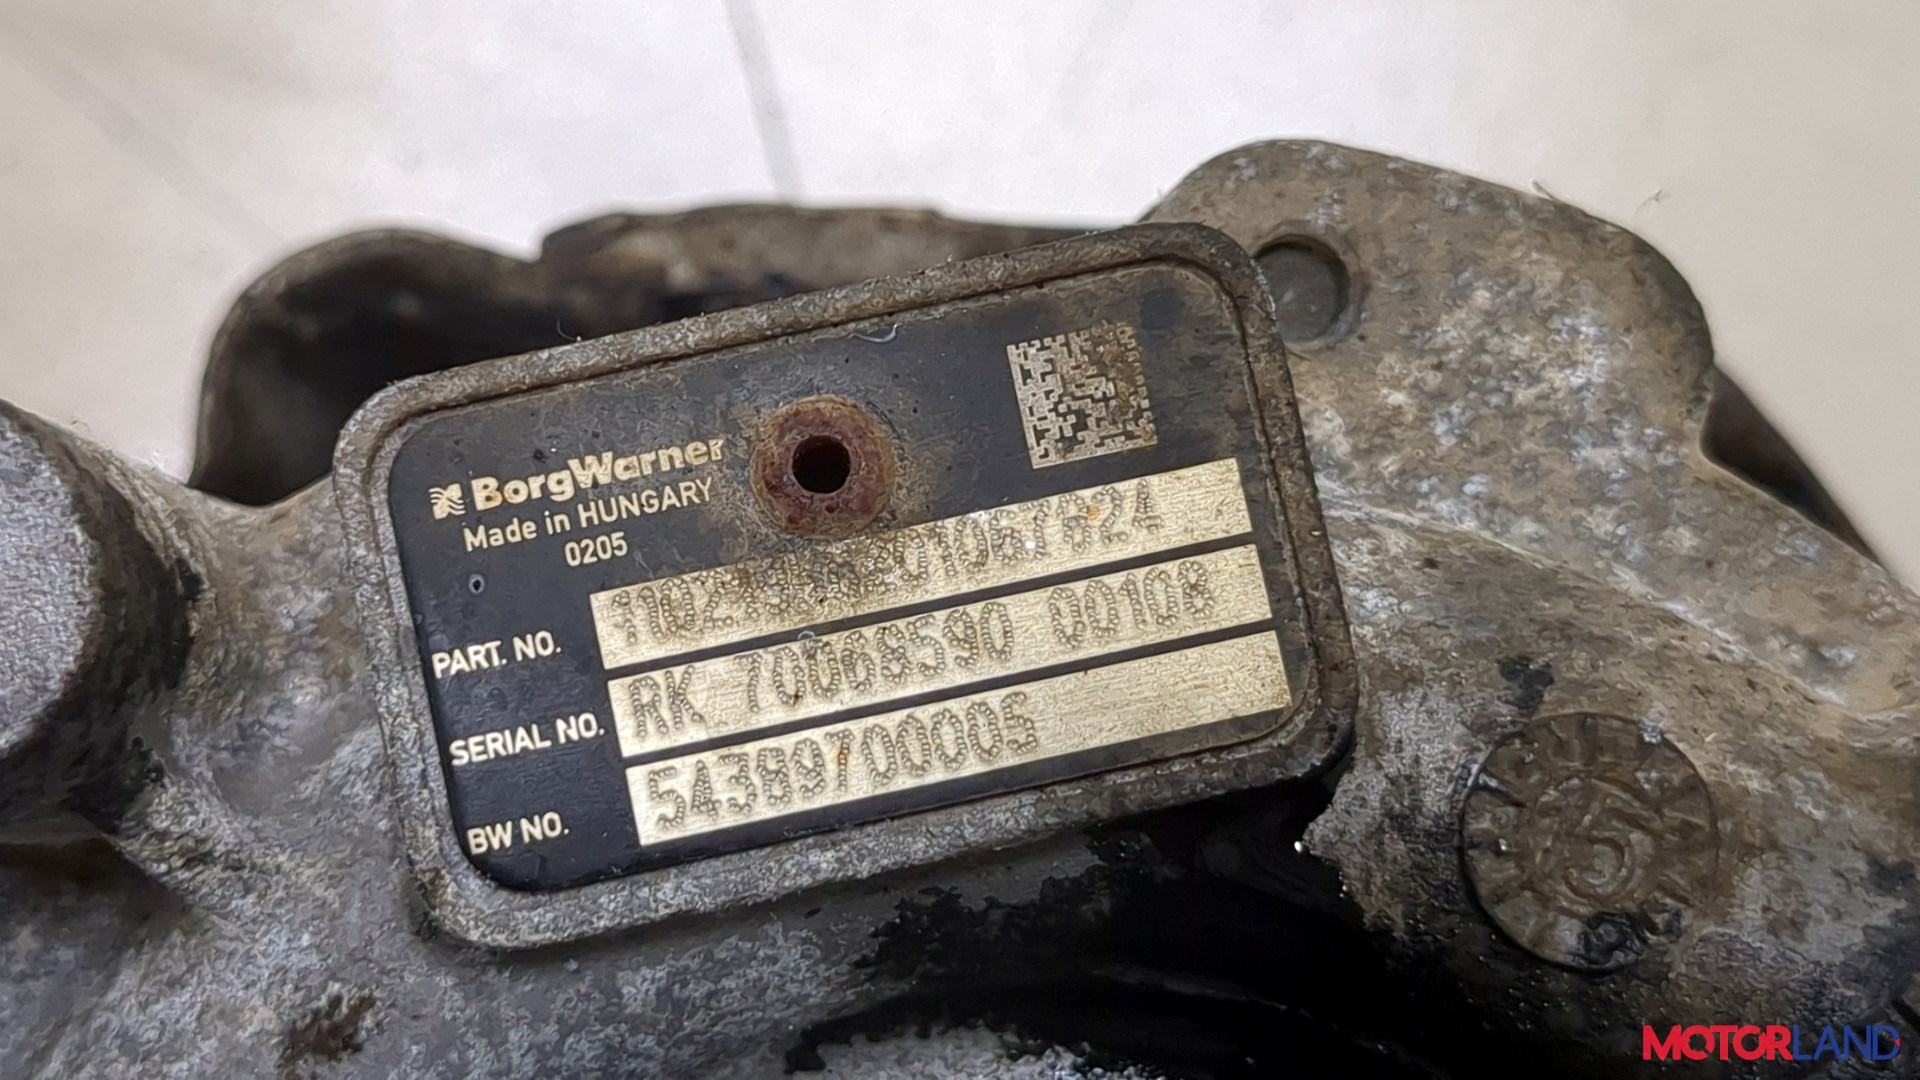 BorgWarner
Made in HUNGARY
0205
PART. NO.
SERIAL NO. RK 70068590 00108
BW NO. 54389700005
MOTORLAND